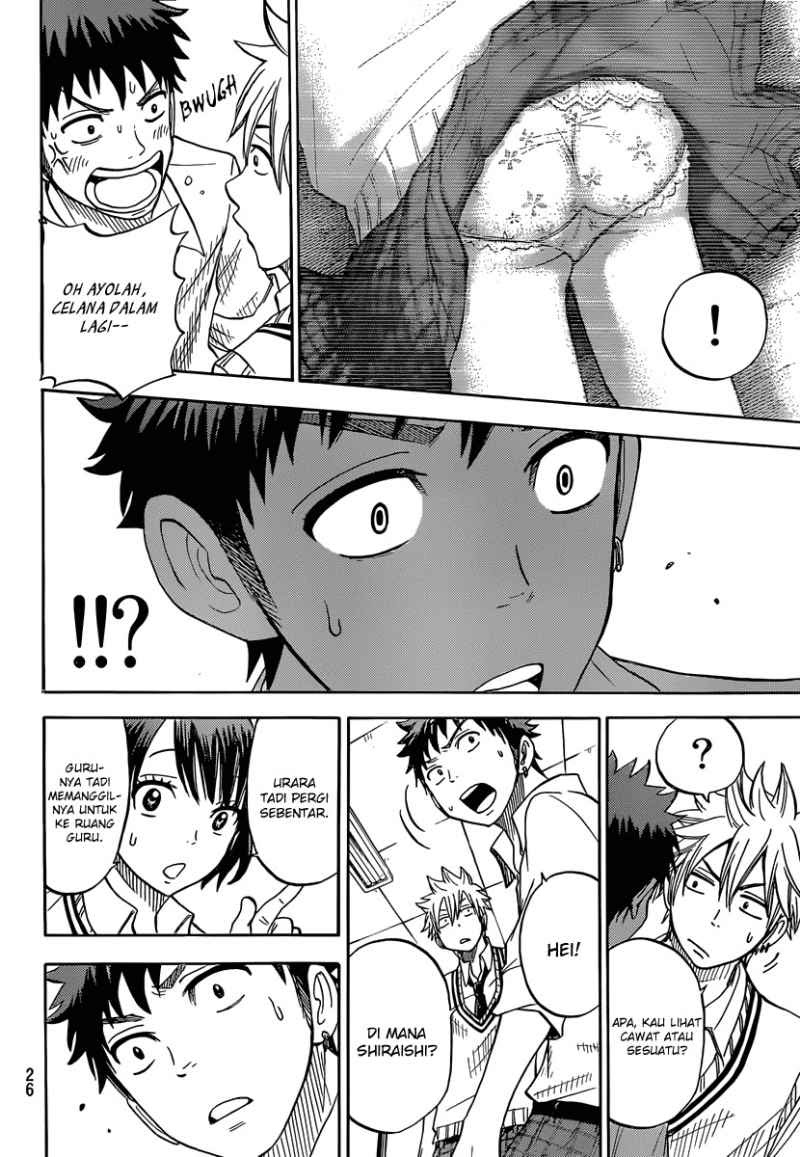 !
BWUGH
OH AYOLAH,
CELANA DALAM
LAGI--
!!?
?
APA, KAU LIHAT
CAWAT ATAU
SESUATU?
HEI!
DI MANA
SHIRAISHI?
URARA
TADI PERGI
SEBENTAR.
GURU-
NYA TADI
MEMANGGIL-
NYA UNTUK
KE RUANG
GURU.
26